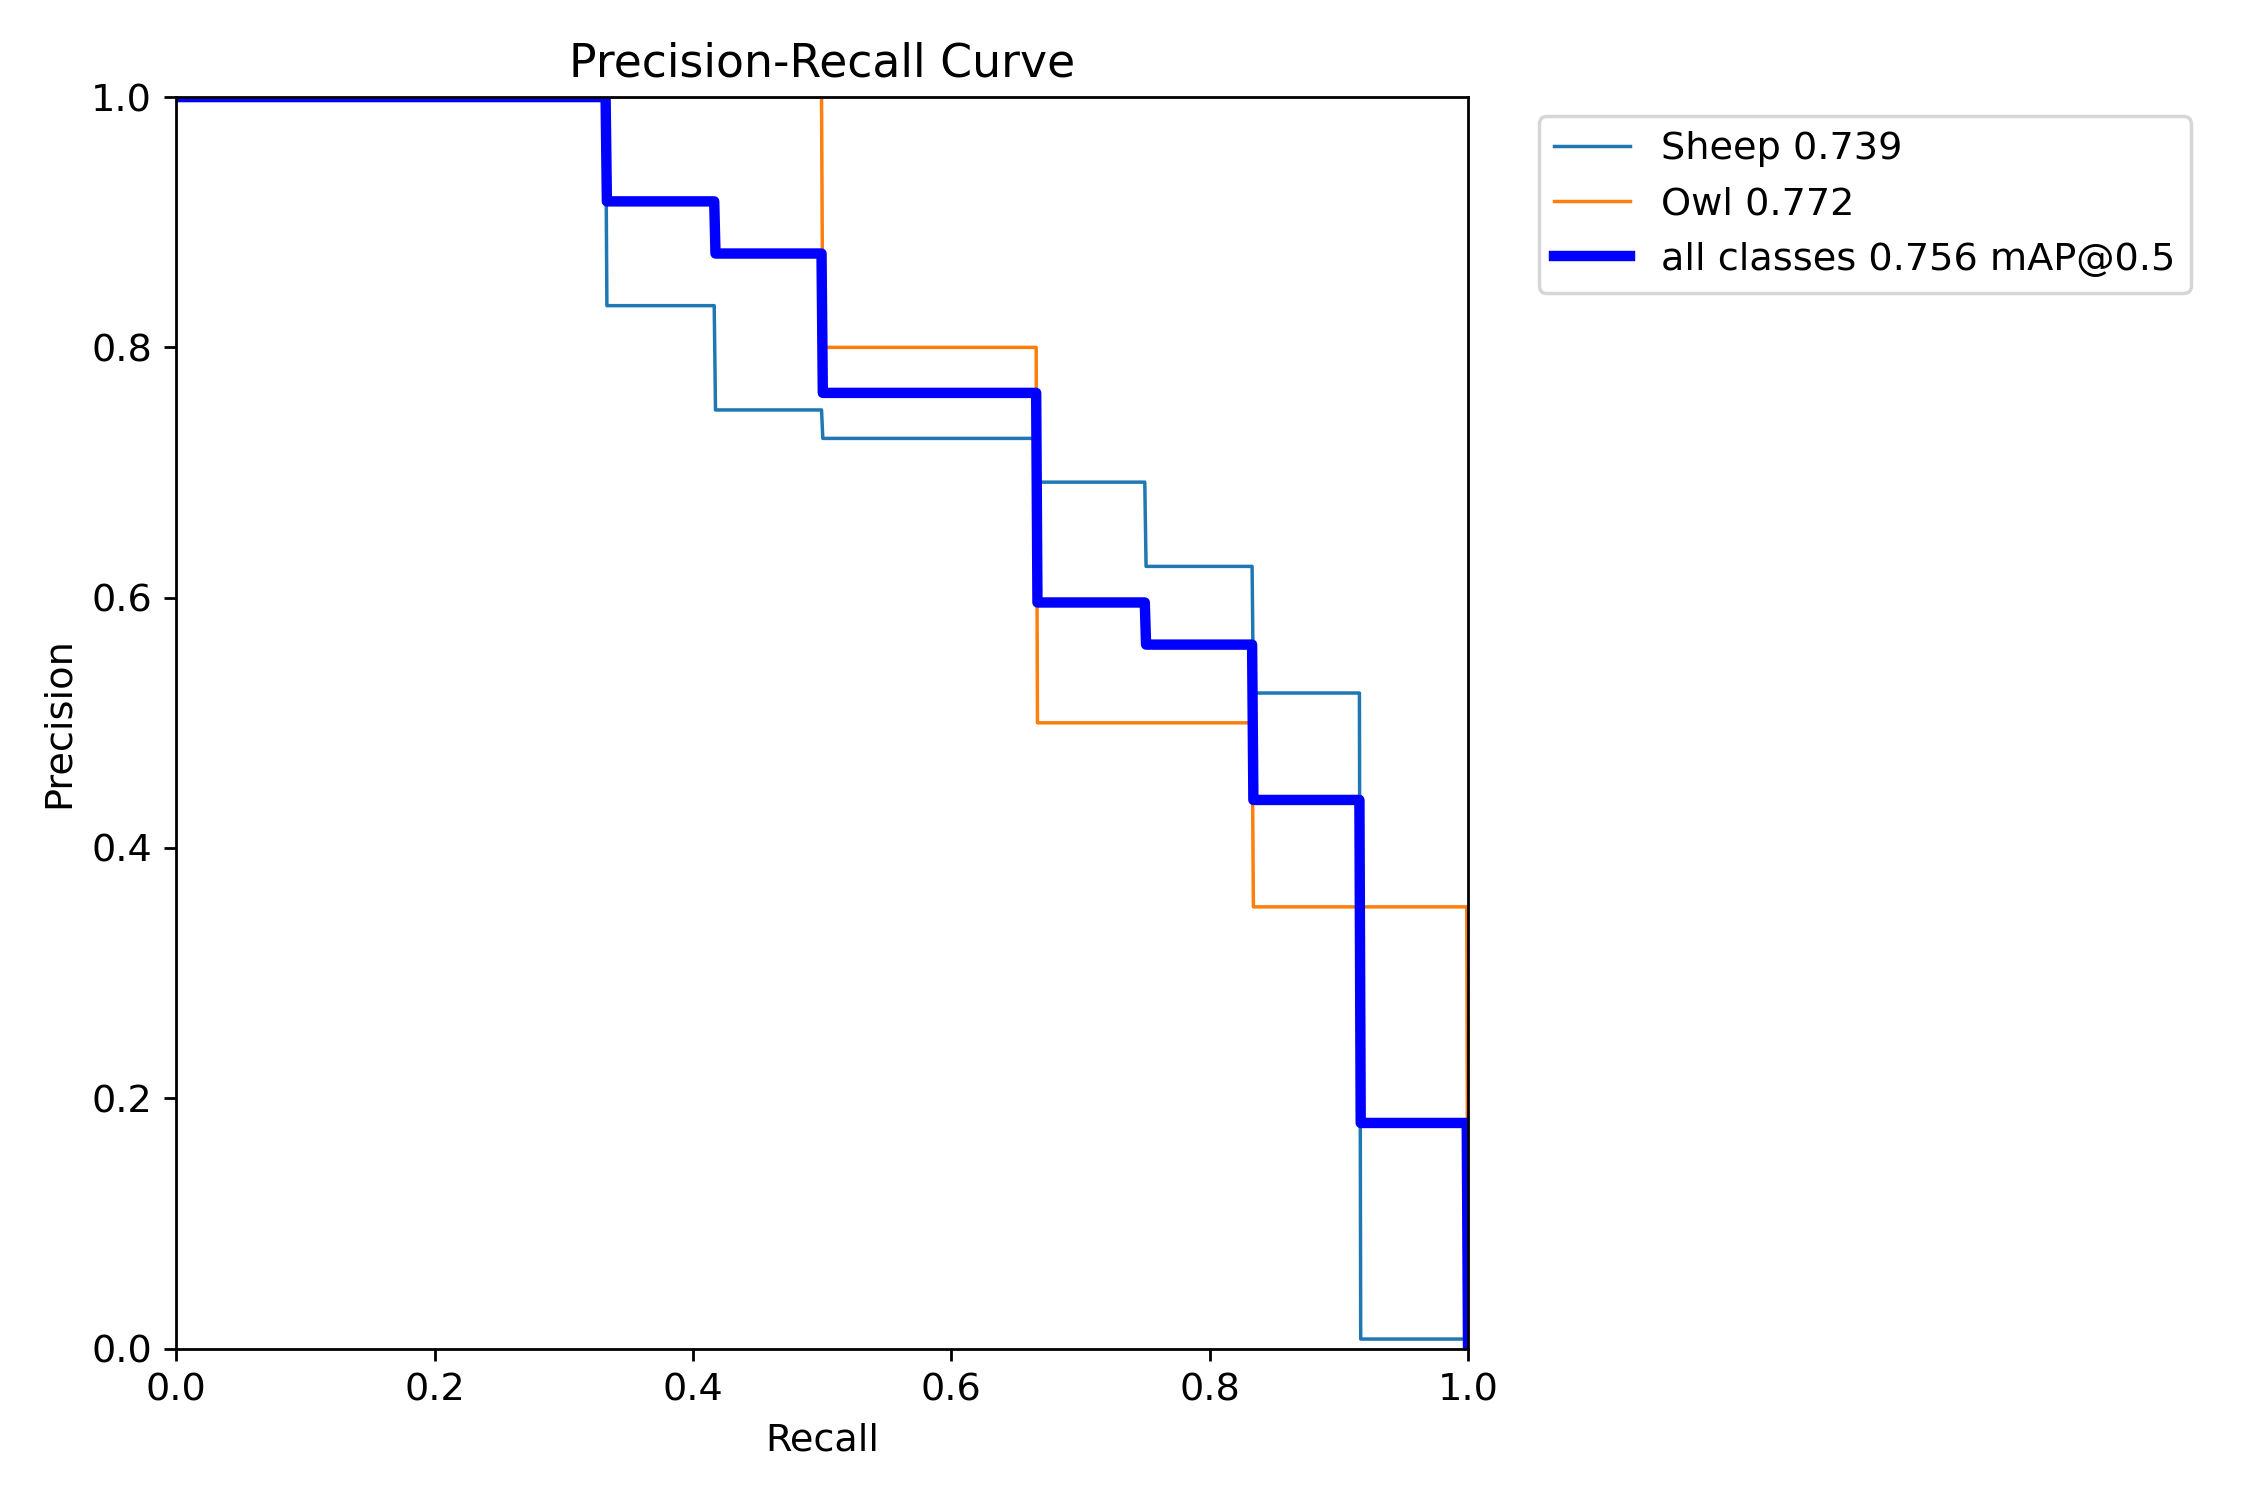 Precision-Recall Curve
1.0
0.8
0.6
0.4
0.2
0.0
Precision
0.0 0.2 0.4 0.6 0.8 1.0
Recall
Sheep 0.739
Owl 0.772
all classes 0.756 mAP@0.5